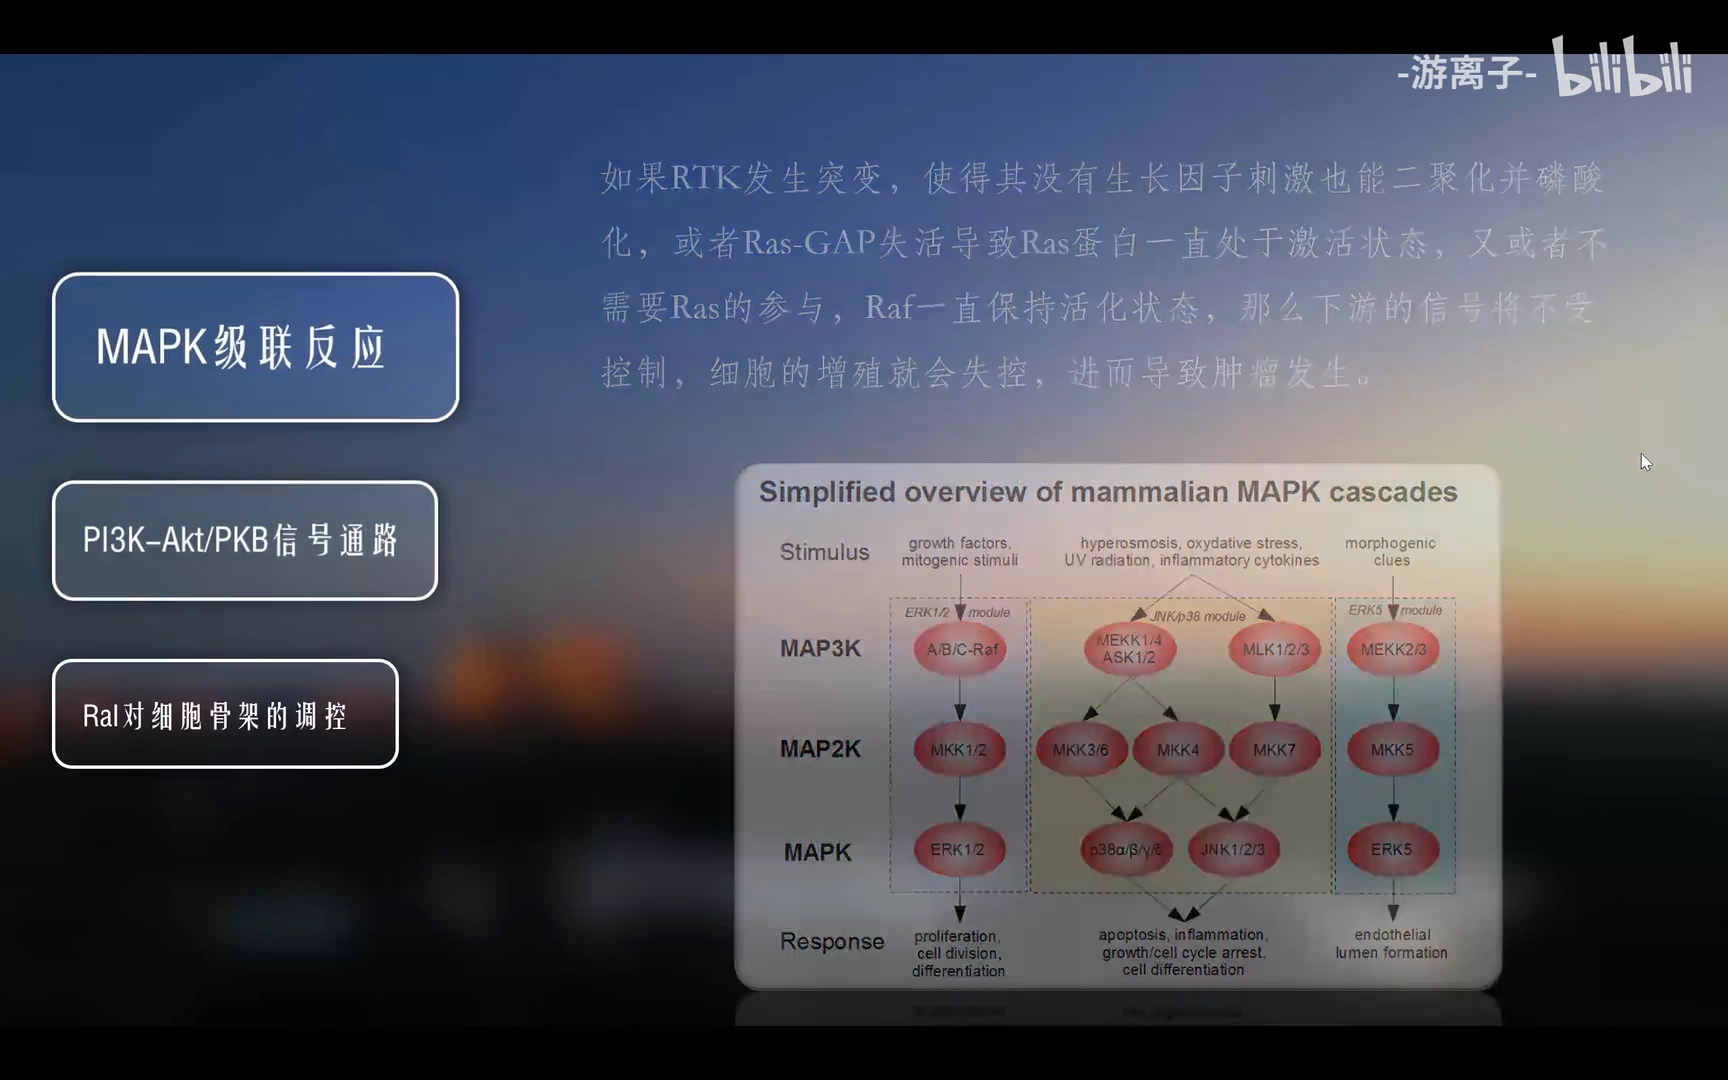 -游离子- bilibili
如果RTK发生突变，使得其没有生长因子刺激也能二聚化并磷酸
化，或者Ras-GAP失活导致Ras蛋白一直处于激活状态，又或者不
需要Ras的参与，Raf一直保持活化状态，那么下游的信号将不受
控制，细胞的增殖就会失控，进而导致肿瘤发生。
MAPK级联反应
PI3K-Akt/PKB信号通路
Ral对细胞骨架的调控
Simplified overview of mammalian MAPK cascades
Stimulus
growth factors,
mitogenic stimuli
hyperosmosis, oxydative stress,
UV radiation, inflammatory cytokines
morphogenic
clues
ERK1/2 module
JNK/p38 module
ERK5 module
MAP3K
A/B/C-Raf
MEKK1/4
ASK1/2
MLK1/2/3
MEKK2/3
MAP2K
MKK1/2
MKK3/6
MKK4
MKK7
MKK5
MAPK
ERK1/2
p38α/β/γ/δ
JNK1/2/3
ERK5
Response
proliferation,
cell division,
differentiation
apoptosis, inflammation,
growth/cell cycle arrest,
cell differentiation
endothelial
lumen formation